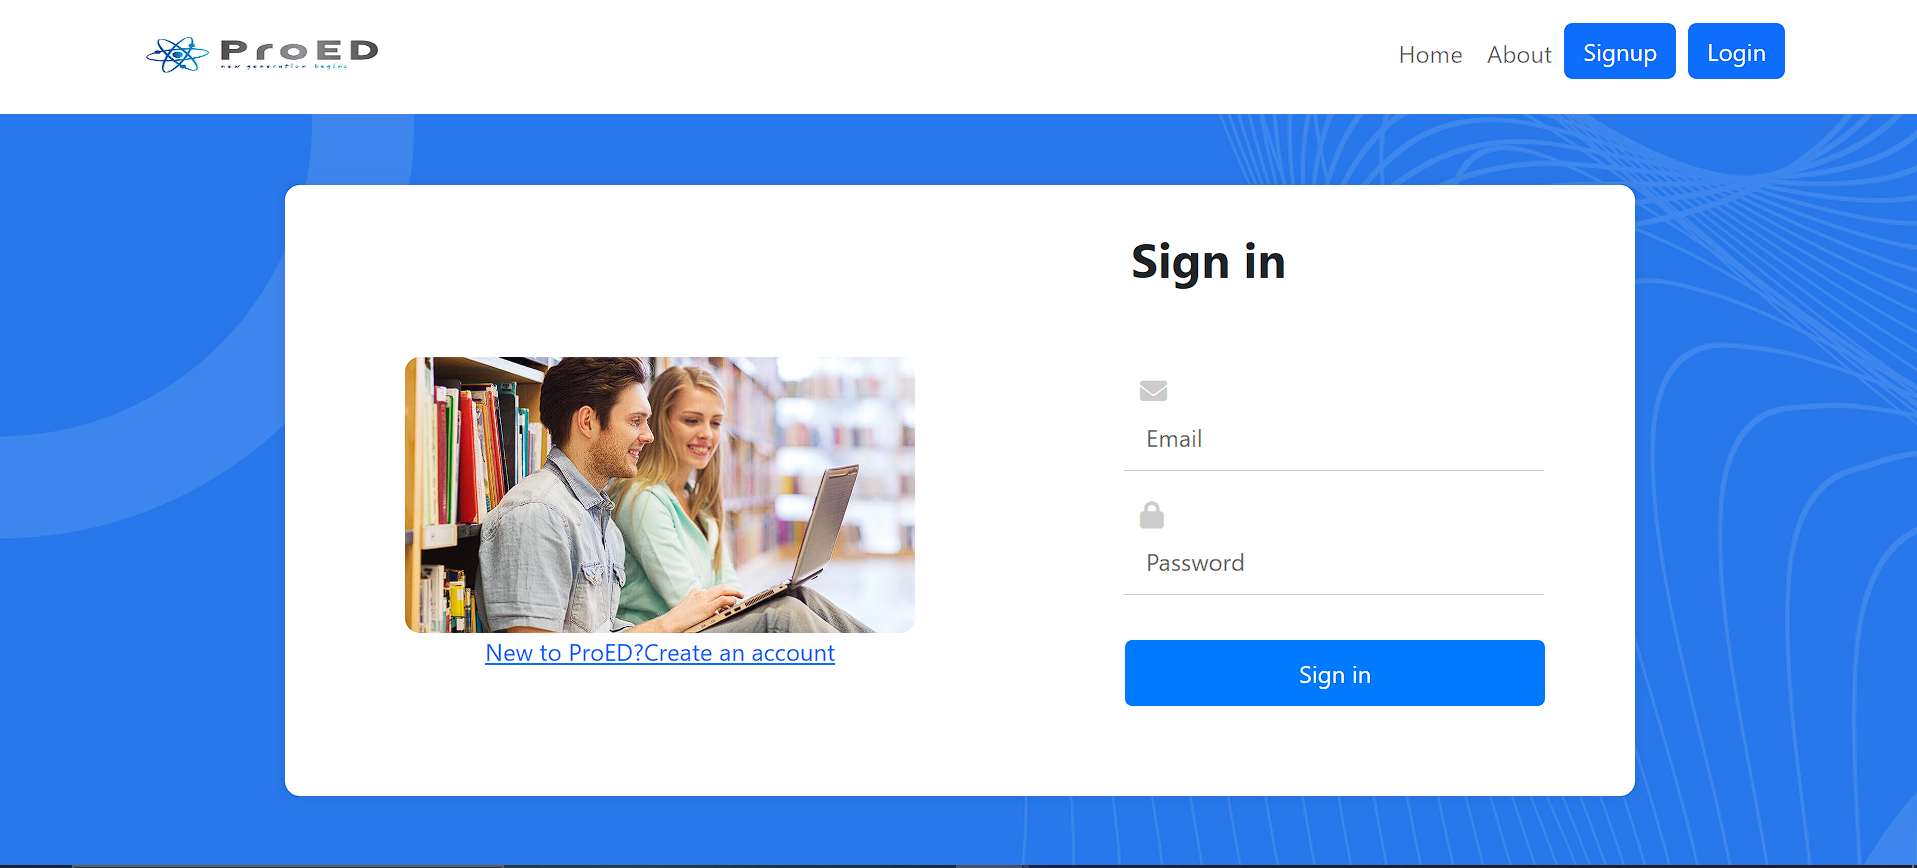 ProED
new generation begins
Home
About
Signup
Login
Sign in
Email
Password
Sign in
New to ProED?Create an account